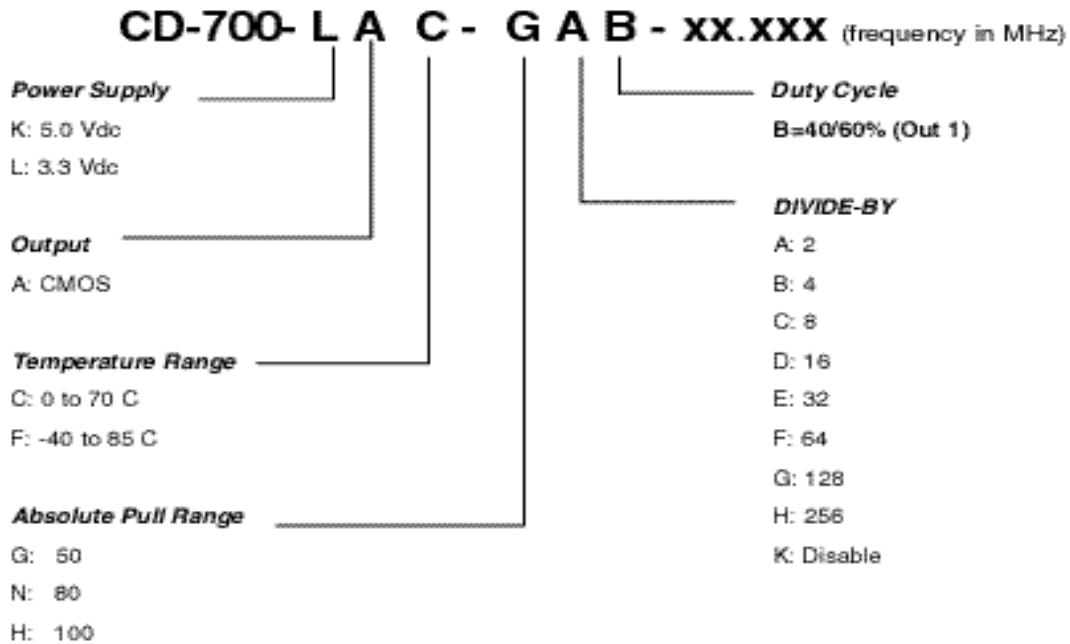 CD-700- L A C - G A B - xx.xxx (frequency in MHz)
Power Supply
K: 5.0 Vdc
L: 3.3 Vdc
Output
A: CMOS
Temperature Range
C: 0 to 70 C
F: -40 to 85 C
Absolute Pull Range
G: 50
N: 80
H: 100
Duty Cycle
B=40/60% (Out 1)
DIVIDE-BY
A: 2
B: 4
C: 8
D: 16
E: 32
F: 64
G: 128
H: 256
K: Disable